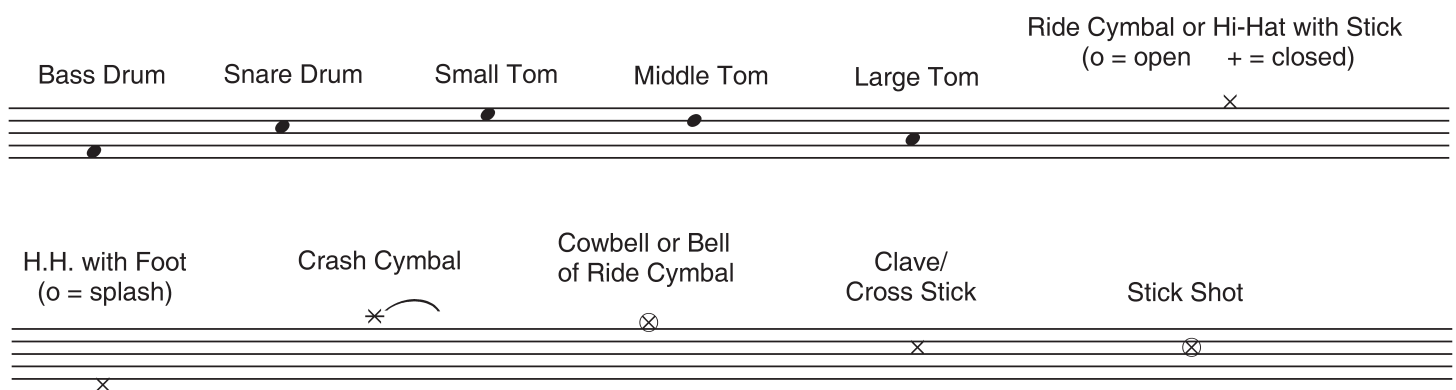 Bass Drum
Snare Drum
Small Tom
Middle Tom
Large Tom
Ride Cymbal or Hi-Hat with Stick
(o = open + = closed)
H.H. with Foot
(o = splash)
Crash Cymbal
Cowbell or Bell
of Ride Cymbal
Clave/
Cross Stick
Stick Shot